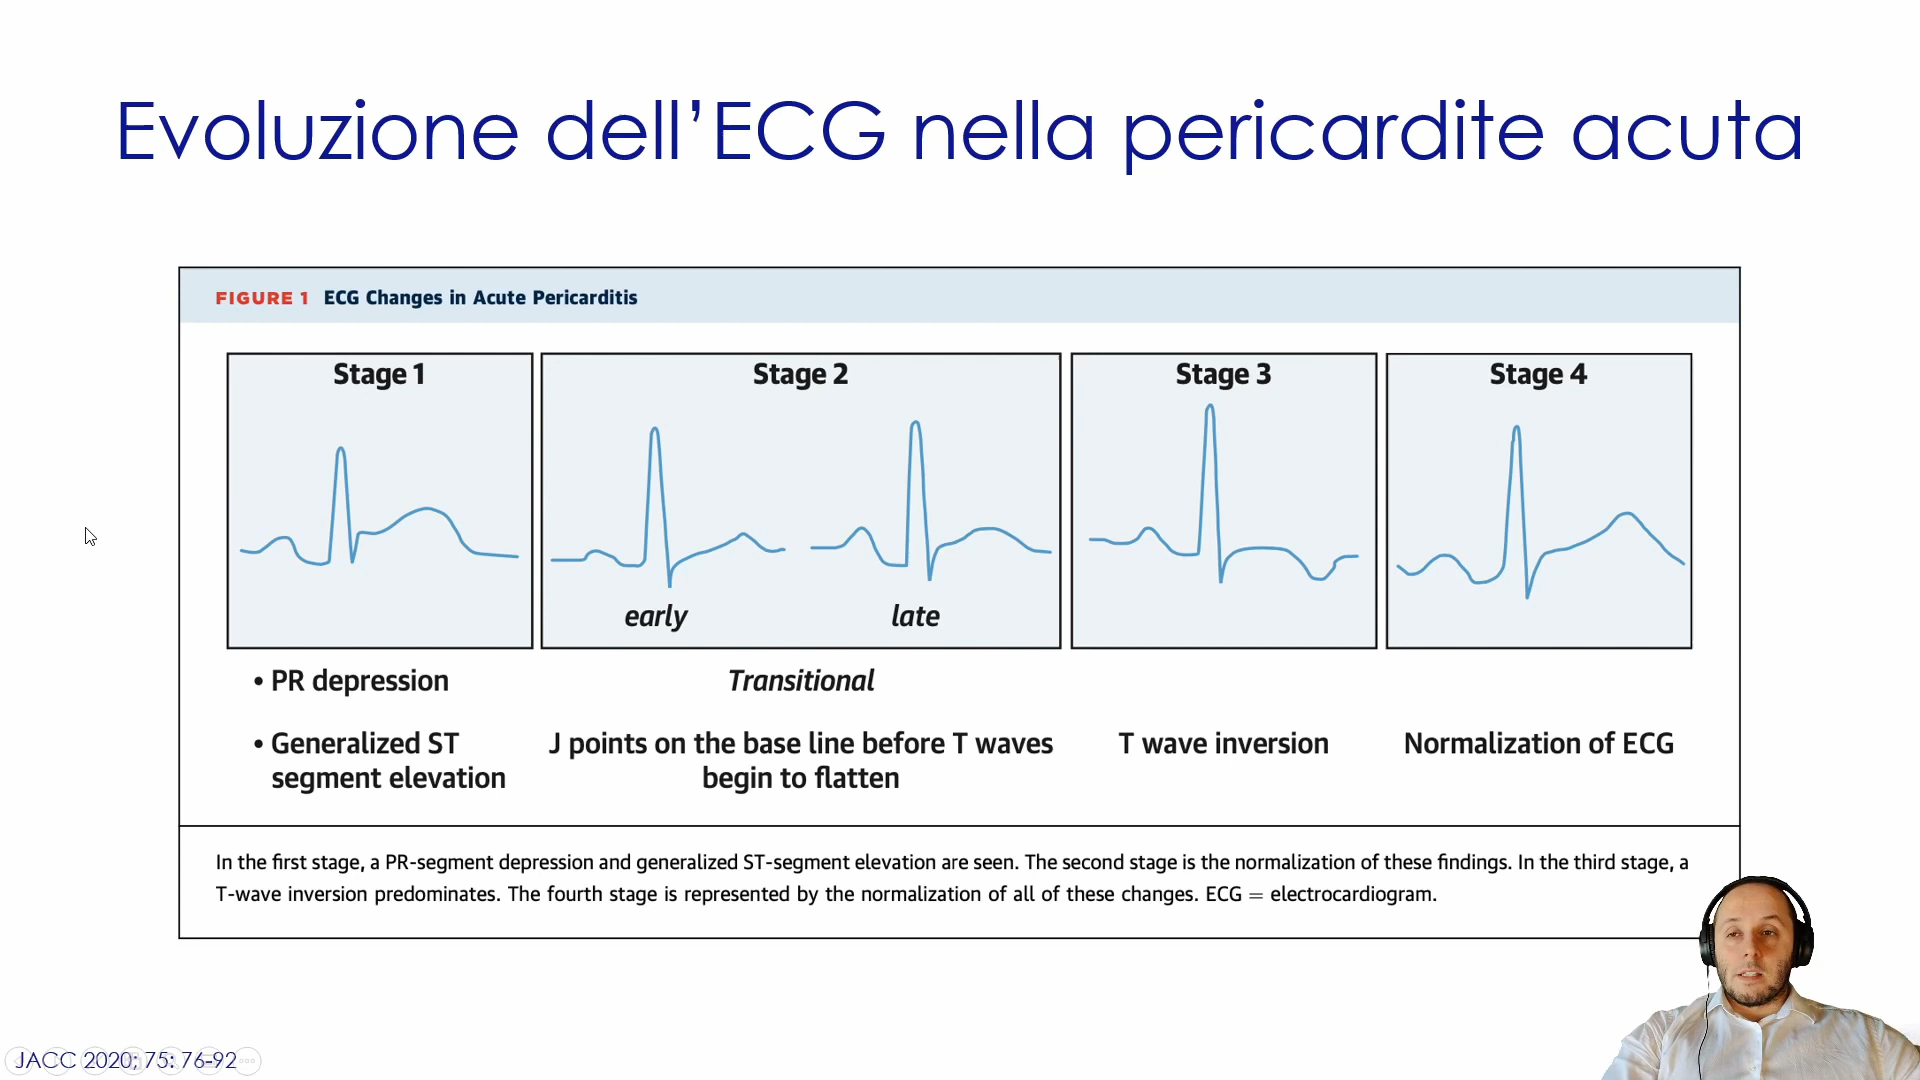 Evoluzione dell’ECG nella pericardite acuta
FIGURE 1 ECG Changes in Acute Pericarditis
Stage 1
Stage 2
Stage 3
Stage 4
early
late
• PR depression
Transitional
• Generalized ST
segment elevation
J points on the base line before T waves
begin to flatten
T wave inversion
Normalization of ECG
In the first stage, a PR-segment depression and generalized ST-segment elevation are seen. The second stage is the normalization of these findings. In the third stage, a
T-wave inversion predominates. The fourth stage is represented by the normalization of all of these changes. ECG = electrocardiogram.
JACC 2020; 75: 76-92